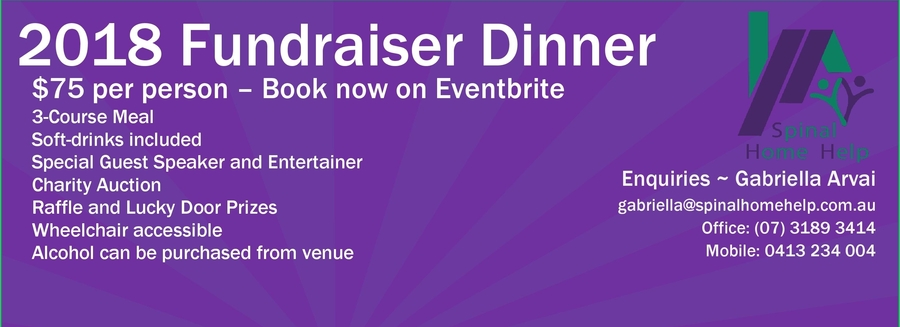 2018 Fundraiser Dinner
$75 per person – Book now on Eventbrite
3-Course Meal
Soft-drinks included
Special Guest Speaker and Entertainer
Charity Auction
Raffle and Lucky Door Prizes
Wheelchair accessible
Alcohol can be purchased from venue
Spinal
Home Help
Enquiries ~ Gabriella Arvai
gabriella@spinalhomehelp.com.au
Office: (07) 3189 3414
Mobile: 0413 234 004